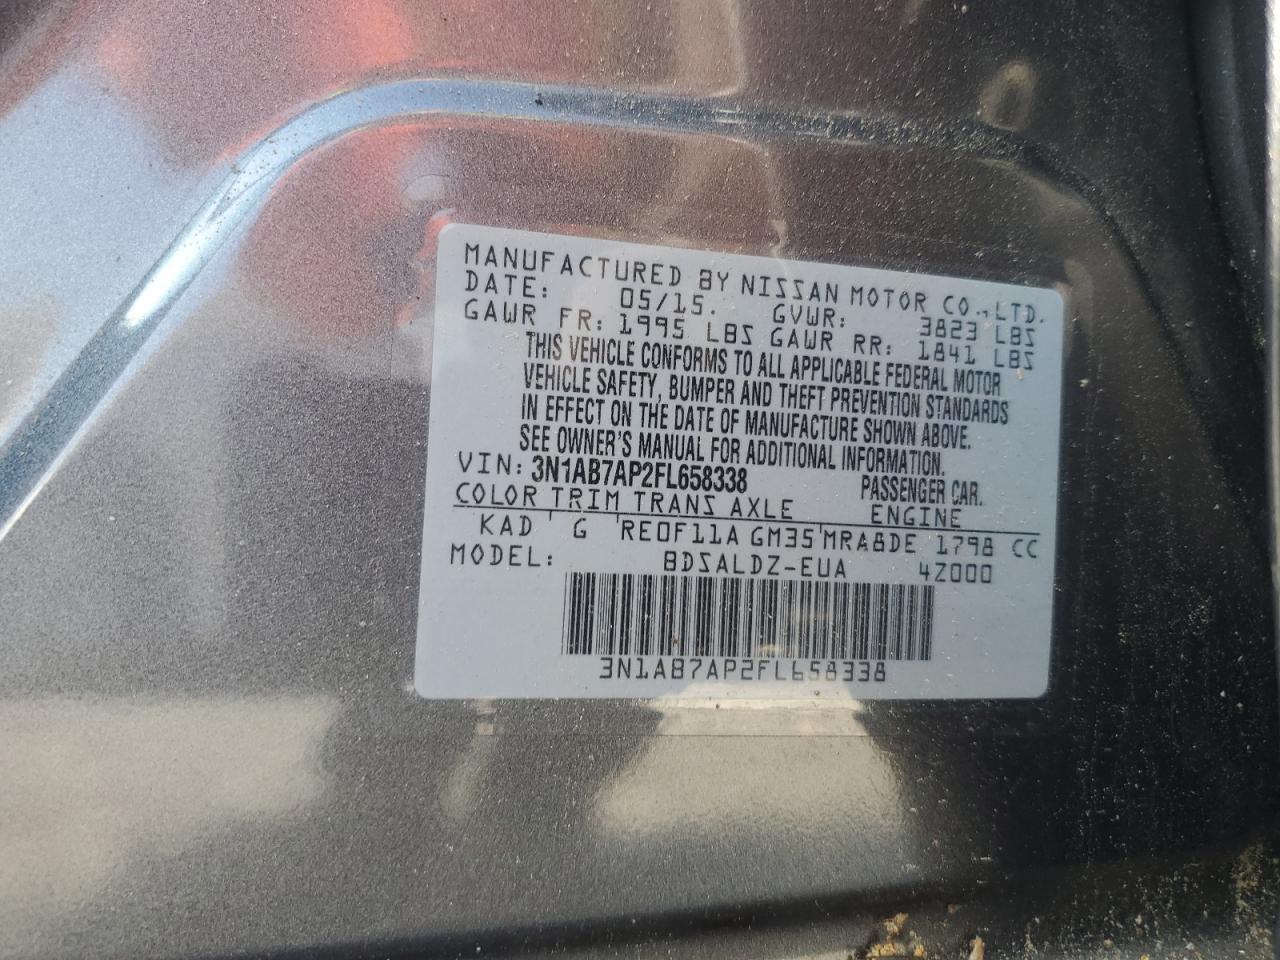 MANUFACTURED BY NISSAN MOTOR CO.,LTD.
DATE: 05/15. GVWR: 3823 LBS
GAWR FR: 1995 LBS GAWR RR: 1841 LBS
THIS VEHICLE CONFORMS TO ALL APPLICABLE FEDERAL MOTOR
VEHICLE SAFETY, BUMPER AND THEFT PREVENTION STANDARDS
IN EFFECT ON THE DATE OF MANUFACTURE SHOWN ABOVE.
SEE OWNER'S MANUAL FOR ADDITIONAL INFORMATION.
VIN: 3N1AB7AP2FL658338 PASSENGER CAR.
COLOR TRIM TRANS AXLE ENGINE
KAD G RE0F11A GM35 MRA8DE 1798 CC
MODEL: BDSALDZ-EUA 4Z000
3N1AB7AP2FL658338